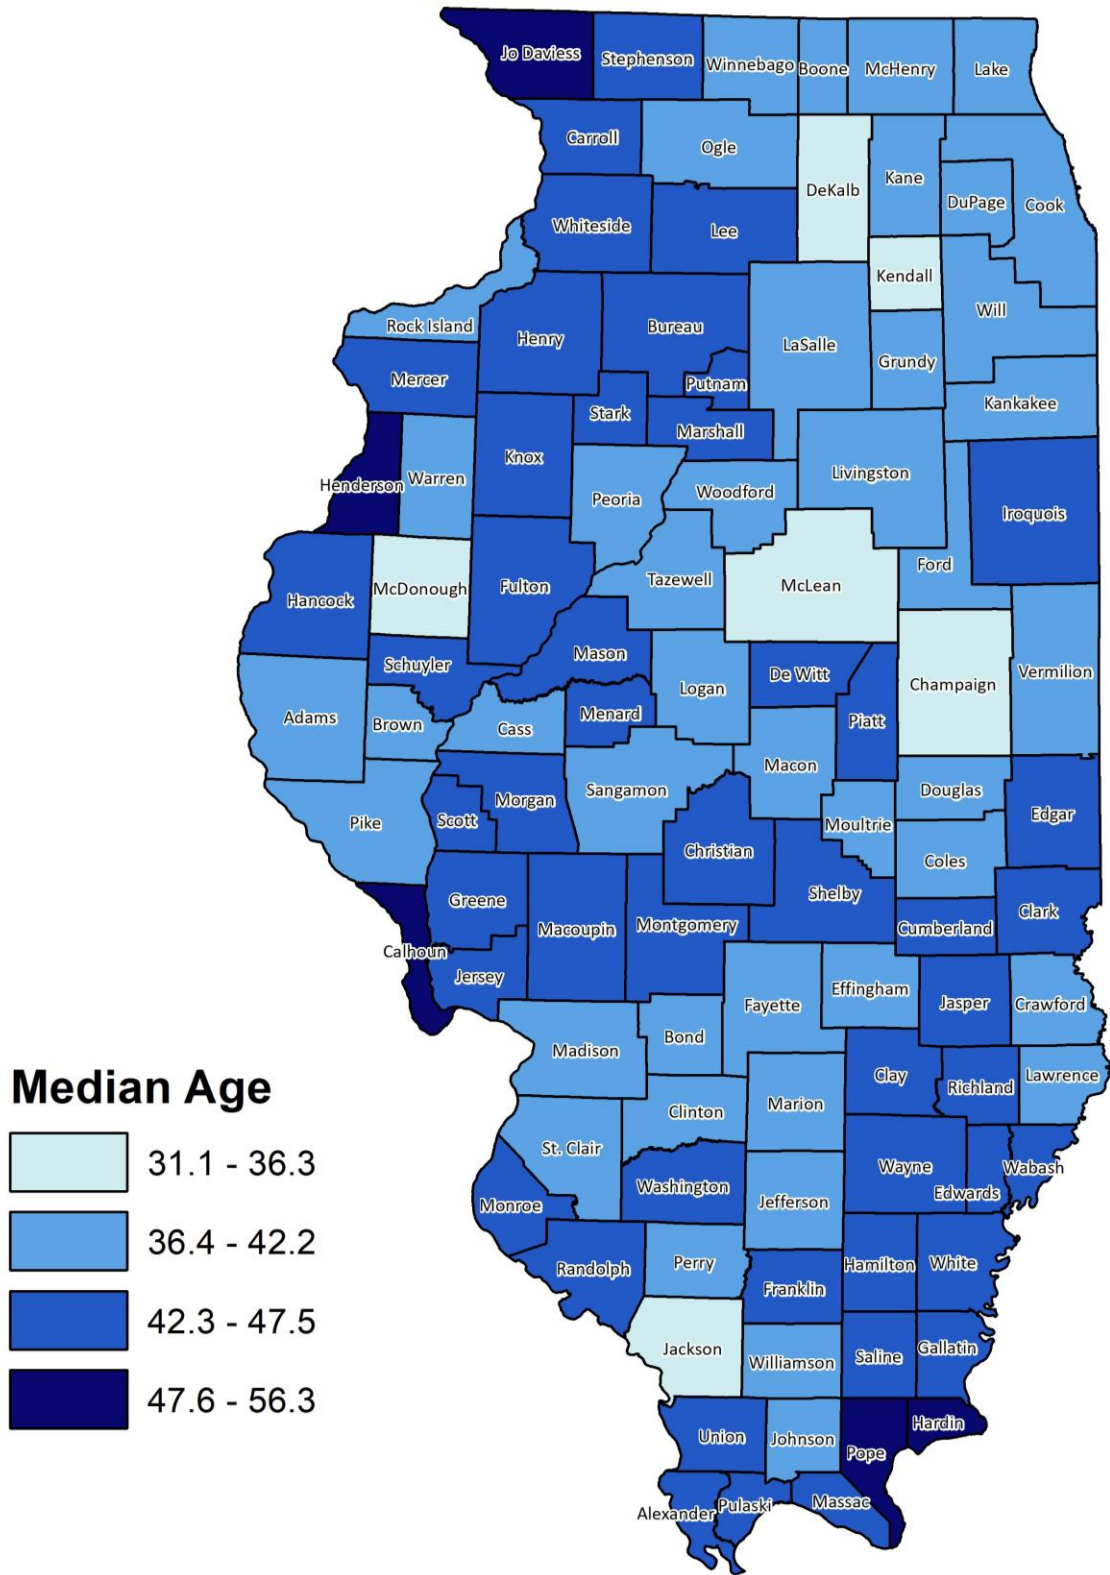 Jo Daviess
Stephenson
Winnebago
Boone
McHenry
Lake
Carroll
Ogle
DeKalb
Kane
DuPage
Cook
Whiteside
Lee
Kendall
Will
Rock Island
Henry
Bureau
LaSalle
Grundy
Mercer
Putnam
Stark
Marshall
Kankakee
Henderson
Warren
Knox
Peoria
Woodford
Livingston
Iroquois
Hancock
McDonough
Fulton
Tazewell
McLean
Ford
Schuyler
Mason
Logan
De Witt
Piatt
Champaign
Vermilion
Adams
Brown
Cass
Menard
Macon
Douglas
Pike
Scott
Morgan
Sangamon
Christian
Moultrie
Coles
Edgar
Calhoun
Greene
Jersey
Macoupin
Montgomery
Shelby
Cumberland
Clark
Fayette
Effingham
Jasper
Crawford
Madison
Bond
Clay
Richland
Lawrence
St. Clair
Clinton
Marion
Wayne
Edwards
Wabash
Monroe
Washington
Jefferson
Randolph
Perry
Franklin
Hamilton
White
Jackson
Williamson
Saline
Gallatin
Union
Johnson
Pope
Hardin
Alexander
Pulaski
Massac
Median Age
31.1 - 36.3
36.4 - 42.2
42.3 - 47.5
47.6 - 56.3